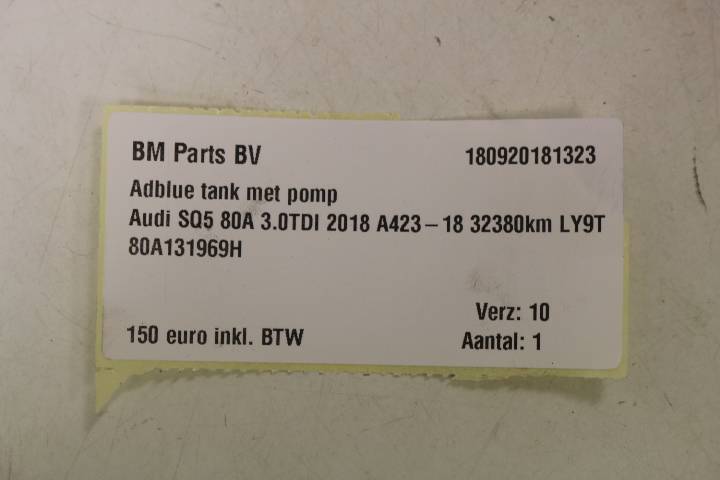 BM Parts BV 180920181323
Adblue tank met pomp
Audi SQ5 80A 3.0TDI 2018 A423-18 32380km LY9T
80A131969H
Verz: 10
150 euro inkl. BTW Aantal: 1